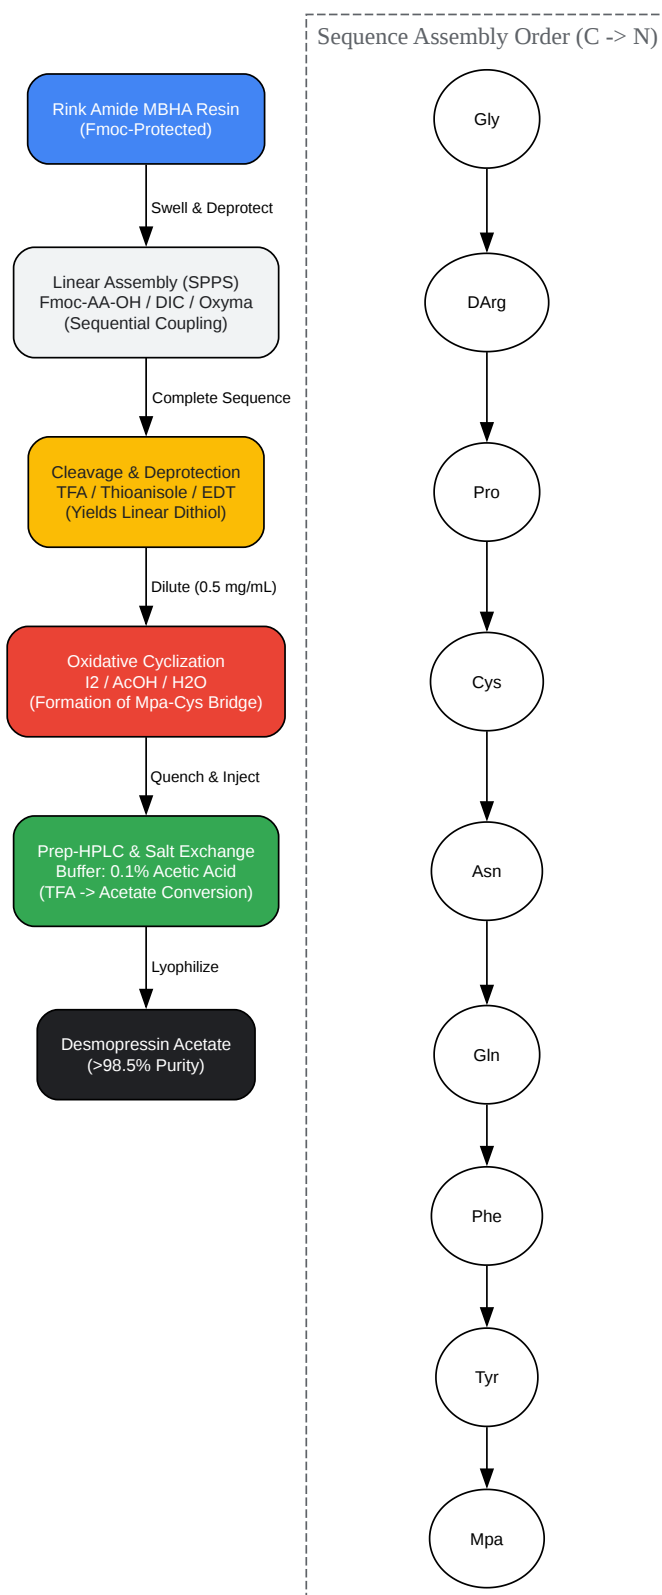 Sequence Assembly Order (C -> N)
Rink Amide MBHA Resin
(Fmoc-Protected)
Swell & Deprotect
Linear Assembly (SPPS)
Fmoc-AA-OH / DIC / Oxyma
(Sequential Coupling)
Complete Sequence
Cleavage & Deprotection
TFA / Thioanisole / EDT
(Yields Linear Dithiol)
Dilute (0.5 mg/mL)
Oxidative Cyclization
I2 / AcOH / H2O
(Formation of Mpa-Cys Bridge)
Quench & Inject
Prep-HPLC & Salt Exchange
Buffer: 0.1% Acetic Acid
(TFA -> Acetate Conversion)
Lyophilize
Desmopressin Acetate
(>98.5% Purity)
Gly
DArg
Pro
Cys
Asn
Gln
Phe
Tyr
Mpa